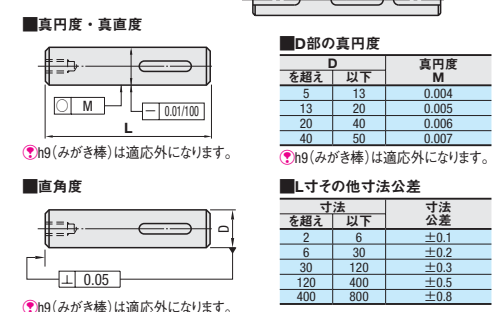 ■真円度・真直度
○ M
― 0.01/100
L
h9(みがき棒)は適応外になります。
■直角度
D
⊥ 0.05
h9(みがき棒)は適応外になります。
■D部の真円度
D 真円度
を超え 以下 M
5 13 0.004
13 20 0.005
20 40 0.006
40 50 0.007
h9(みがき棒)は適応外になります。
■L寸その他寸法公差
寸法 寸法
を超え 以下 公差
2 6 ±0.1
6 30 ±0.2
30 120 ±0.3
120 400 ±0.5
400 800 ±0.8